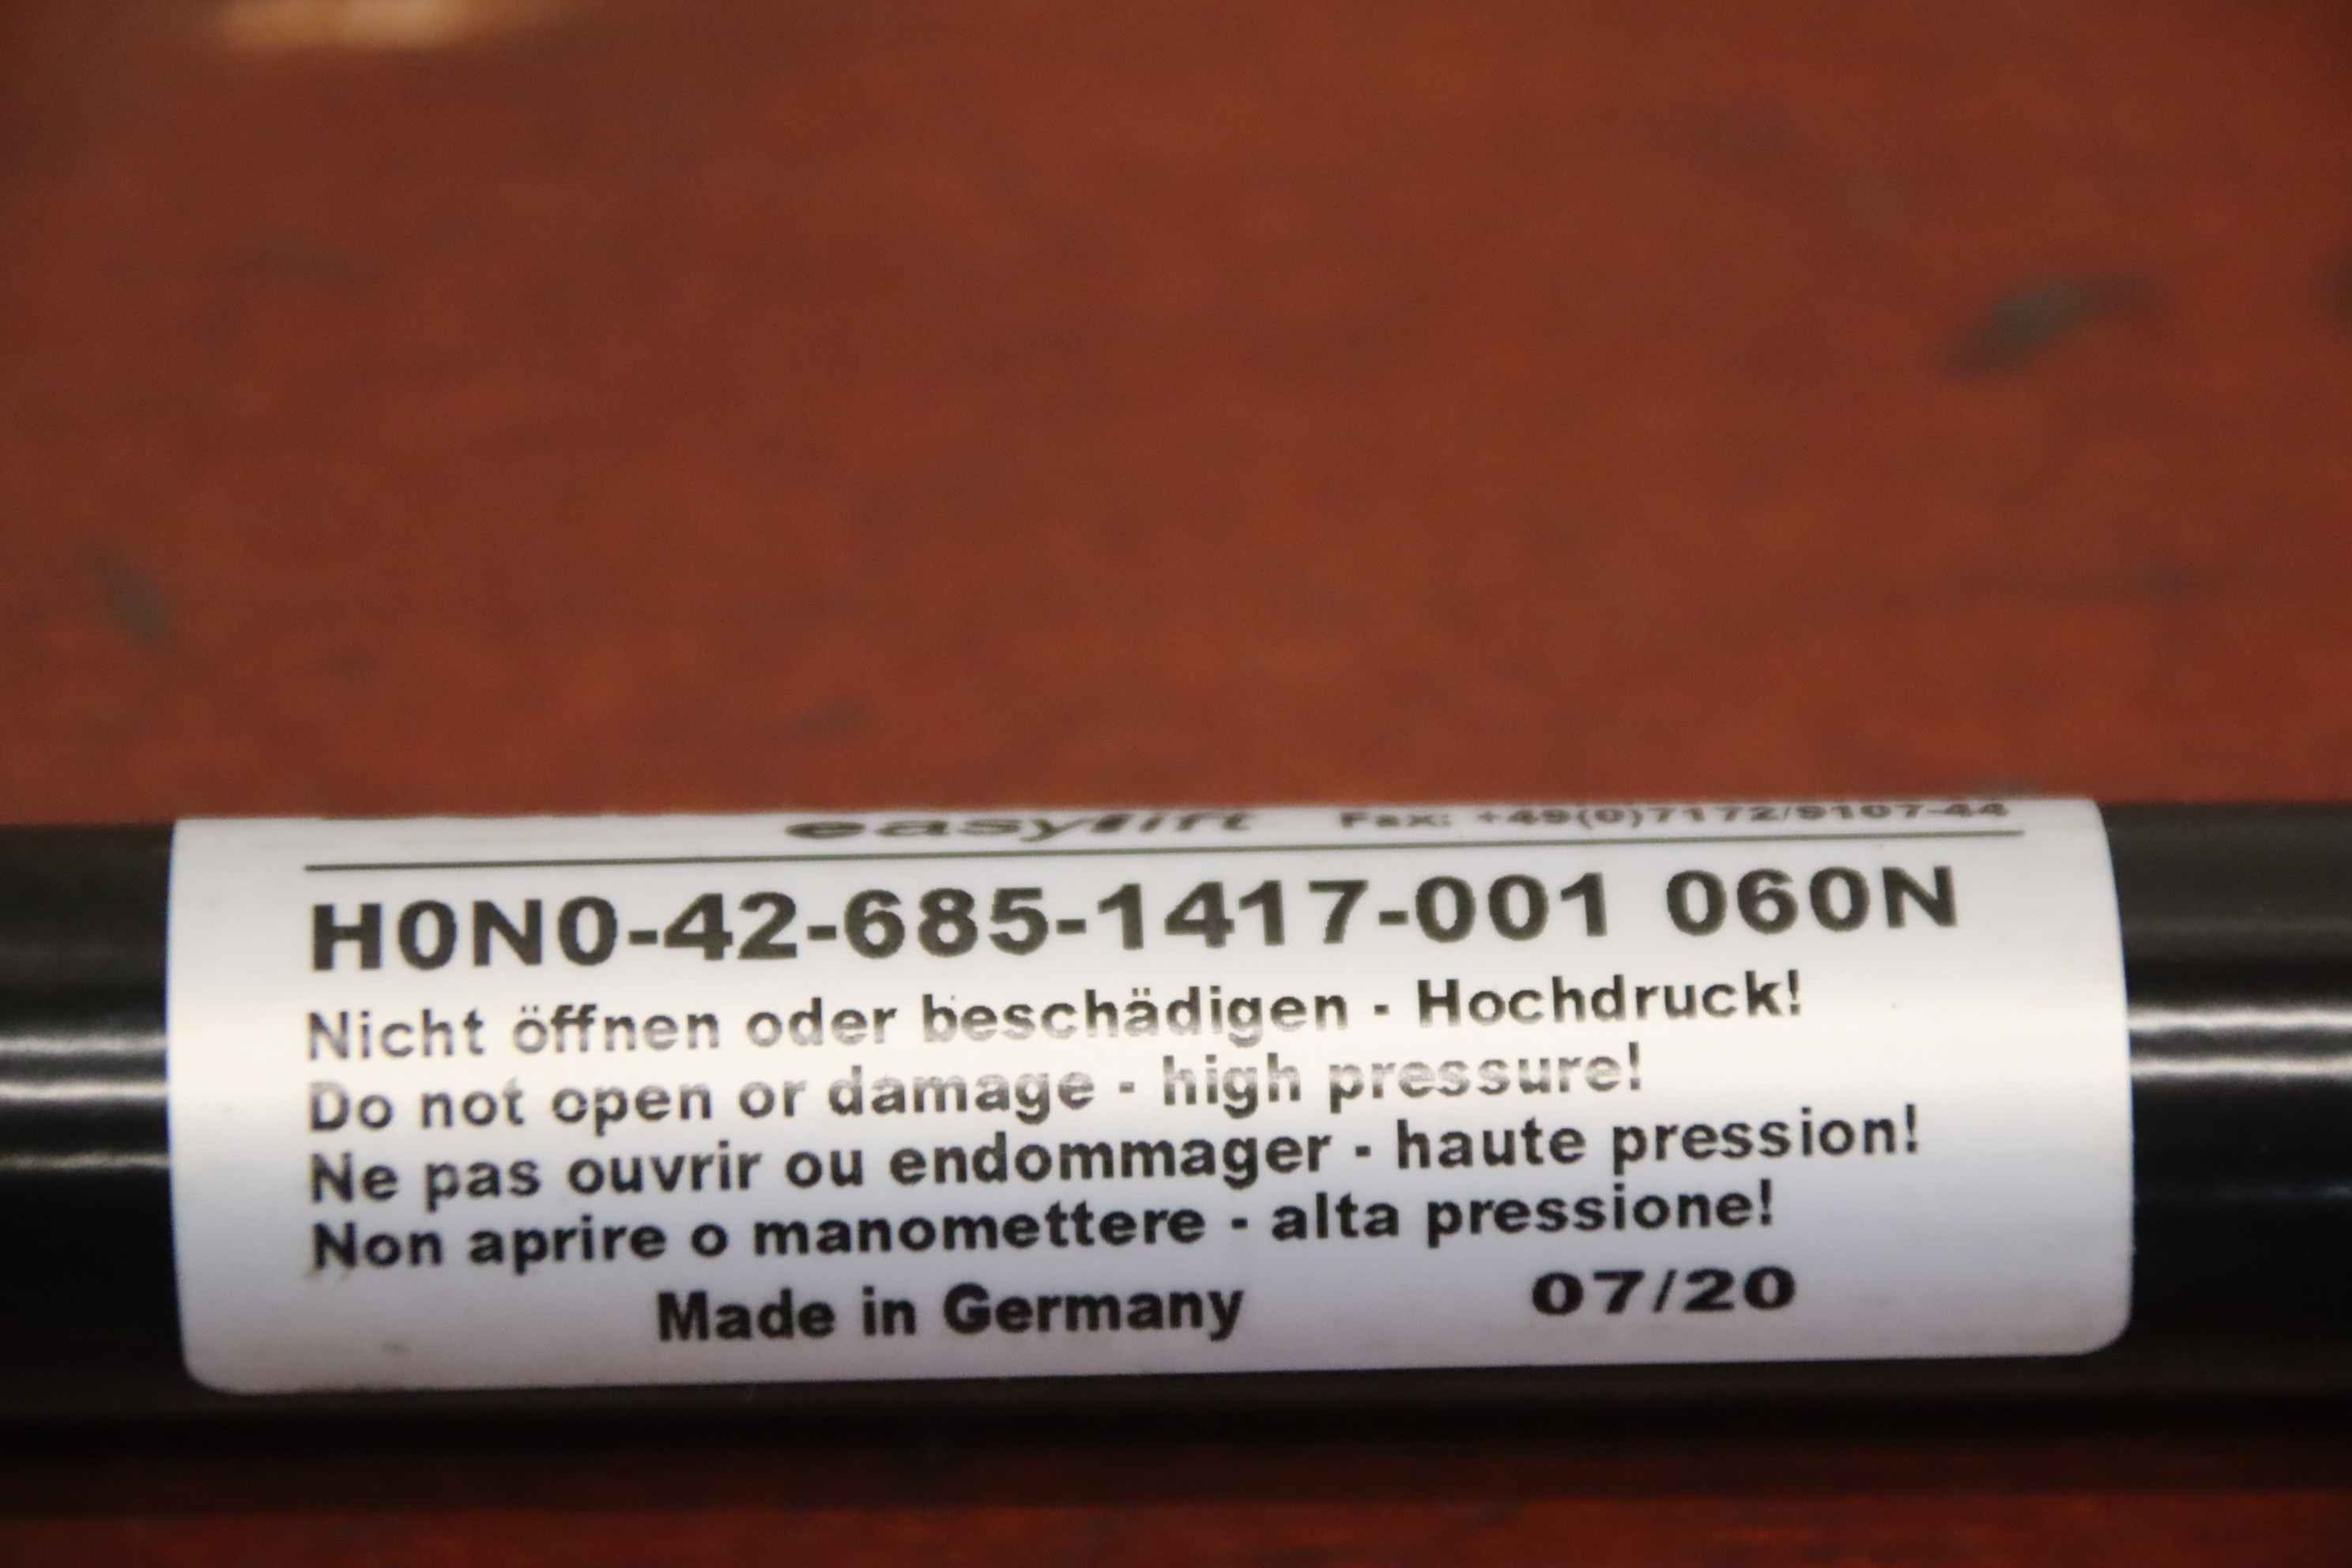 easylift Fax: +49(0)7172/9107-44
H0N0-42-685-1417-001 060N
Nicht öffnen oder beschädigen - Hochdruck!
Do not open or damage - high pressure!
Ne pas ouvrir ou endommager - haute pression!
Non aprire o manomettere - alta pressione!
Made in Germany 07/20